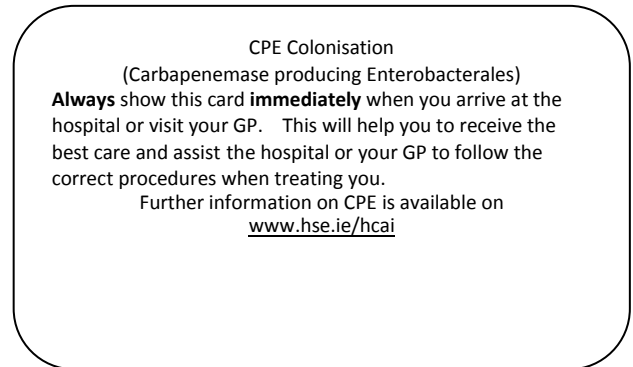 CPE Colonisation
(Carbapenemase producing Enterobacterales)
Always show this card immediately when you arrive at the
hospital or visit your GP.    This will help you to receive the
best care and assist the hospital or your GP to follow the
correct procedures when treating you.
Further information on CPE is available on
www.hse.ie/hcai